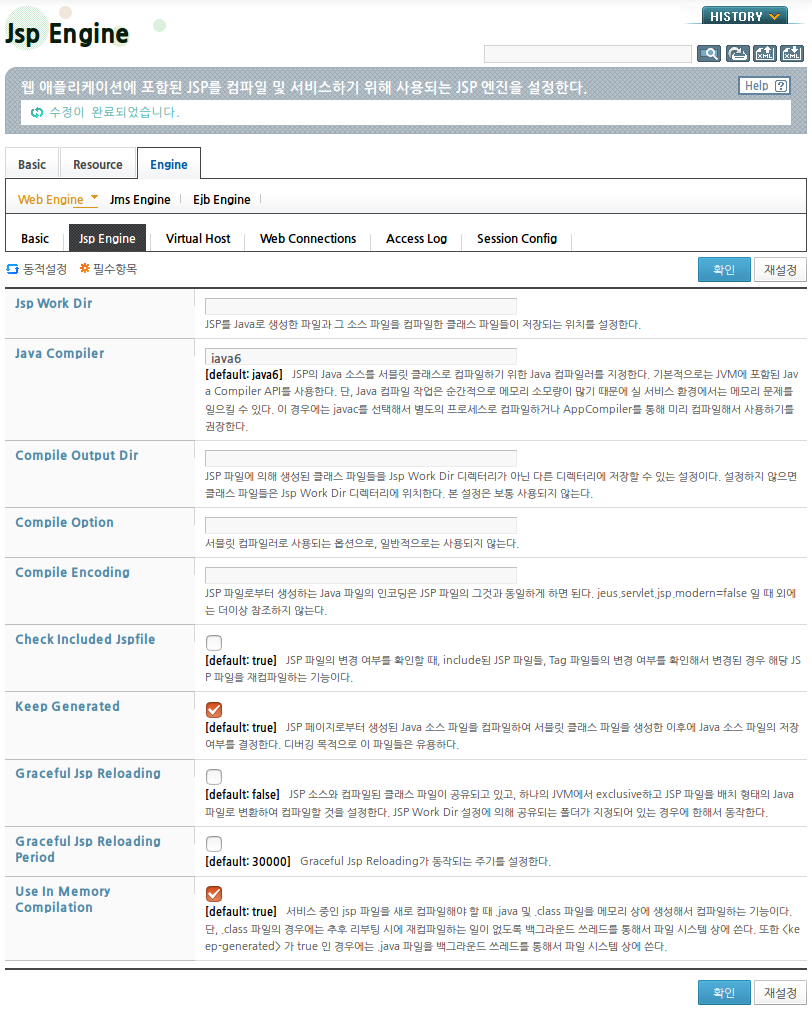 HISTORY
Jsp Engine
XML XML
웹 애플리케이션에 포함된 JSP를 컴파일 및 서비스하기 위해 사용되는 JSP 엔진을 설정한다.
Help ?
수정이 완료되었습니다.
Basic Resource Engine
Web Engine Jms Engine Ejb Engine
Basic Jsp Engine Virtual Host Web Connections Access Log Session Config
동적설정 필수항목 확인 재설정
Jsp Work Dir
JSP를 Java로 생성한 파일과 그 소스 파일을 컴파일한 클래스 파일들이 저장되는 위치를 설정한다.
Java Compiler
java6
[default: java6] JSP의 Java 소스를 서블릿 클래스로 컴파일하기 위한 Java 컴파일러를 지정한다. 기본적으로는 JVM에 포함된 Jav
a Compiler API를 사용한다. 단, Java 컴파일 작업은 순간적으로 메모리 소모량이 많기 때문에 실 서비스 환경에서는 메모리 문제를
일으킬 수 있다. 이 경우에는 javac를 선택해서 별도의 프로세스로 컴파일하거나 AppCompiler를 통해 미리 컴파일해서 사용하기를
권장한다.
Compile Output Dir
JSP 파일에 의해 생성된 클래스 파일들을 Jsp Work Dir 디렉터리가 아닌 다른 디렉터리에 저장할 수 있는 설정이다. 설정하지 않으면
클래스 파일들은 Jsp Work Dir 디렉터리에 위치한다. 본 설정은 보통 사용되지 않는다.
Compile Option
서블릿 컴파일러로 사용되는 옵션으로, 일반적으로는 사용되지 않는다.
Compile Encoding
JSP 파일로부터 생성하는 Java 파일의 인코딩은 JSP 파일의 그것과 동일하게 하면 된다. jeus.servlet.jsp.modern=false 일 때 외에
는 더이상 참조하지 않는다.
Check Included Jspfile
[default: true] JSP 파일의 변경 여부를 확인할 때, include된 JSP 파일들, Tag 파일들의 변경 여부를 확인해서 변경된 경우 해당 JS
P 파일을 재컴파일하는 기능이다.
Keep Generated
[default: true] JSP 페이지로부터 생성된 Java 소스 파일을 컴파일하여 서블릿 클래스 파일을 생성한 이후에 Java 소스 파일의 저장
여부를 결정한다. 디버깅 목적으로 이 파일들은 유용하다.
Graceful Jsp Reloading
[default: false] JSP 소스와 컴파일된 클래스 파일이 공유되고 있고, 하나의 JVM에서 exclusive하고 JSP 파일을 배치 형태의 Java
파일로 변환하여 컴파일할 것을 설정한다. JSP Work Dir 설정에 의해 공유되는 폴더가 지정되어 있는 경우에 한해서 동작한다.
Graceful Jsp Reloading
Period
[default: 30000] Graceful Jsp Reloading가 동작되는 주기를 설정한다.
Use In Memory
Compilation
[default: true] 서비스 중인 jsp 파일을 새로 컴파일해야 할 때 .java 및 .class 파일을 메모리 상에 생성해서 컴파일하는 기능이다.
단, .class 파일의 경우에는 추후 리부팅 시에 재컴파일하는 일이 없도록 백그라운드 쓰레드를 통해서 파일 시스템 상에 쓴다. 또한 <ke
ep-generated> 가 true 인 경우에는 .java 파일을 백그라운드 쓰레드를 통해서 파일 시스템 상에 쓴다.
확인 재설정